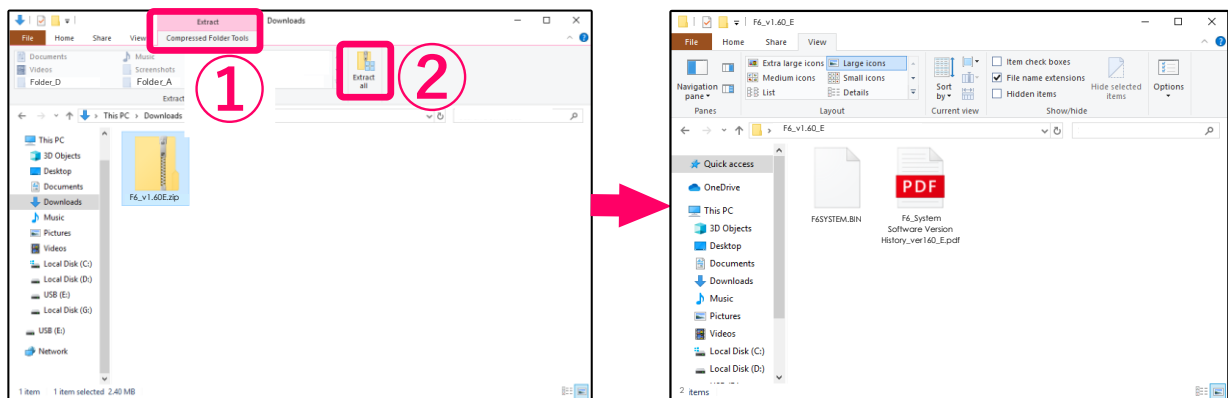 Extract
Downloads
File Home Share View Compressed Folder Tools
Documents Music
Videos Screenshots
Folder_D Folder_A
Extract
all
Extract
①
②
This PC > Downloads
This PC
3D Objects
Desktop
Documents
Downloads
Music
Pictures
Videos
Local Disk (C:)
Local Disk (D:)
USB (E:)
Local Disk (G:)
USB (E:)
Network
F6_v1.60E.zip
1 item 1 item selected 2.40 MB
F6_v1.60_E
File Home Share View
Navigation
pane
Panes
Extra large icons Large icons
Medium icons Small icons
List Details
Layout
Sort
by
Current view
Item check boxes
File name extensions
Hidden items
Hide selected
items
Show/hide
Options
F6_v1.60_E
Quick access
OneDrive
This PC
3D Objects
Desktop
Documents
Downloads
Music
Pictures
Videos
Local Disk (C:)
Local Disk (D:)
F6SYSTEM.BIN
PDF
F6_System
Software Version
History_ver160_E.pdf
2 items